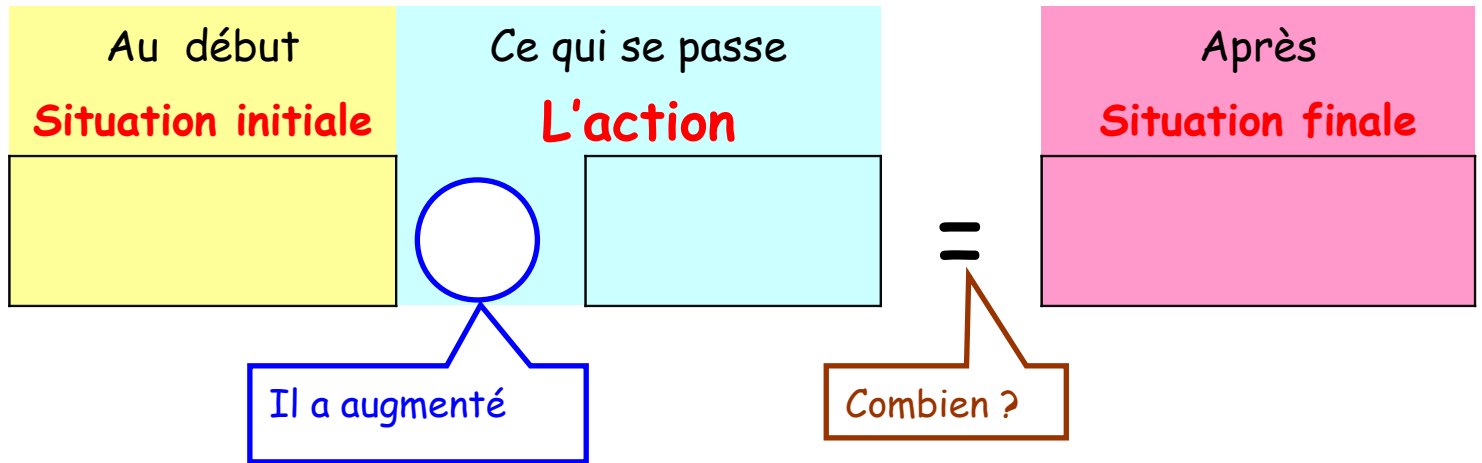 Au début
Situation initiale
Ce qui se passe
L'action
=
Après
Situation finale
Il a augmenté
Combien ?